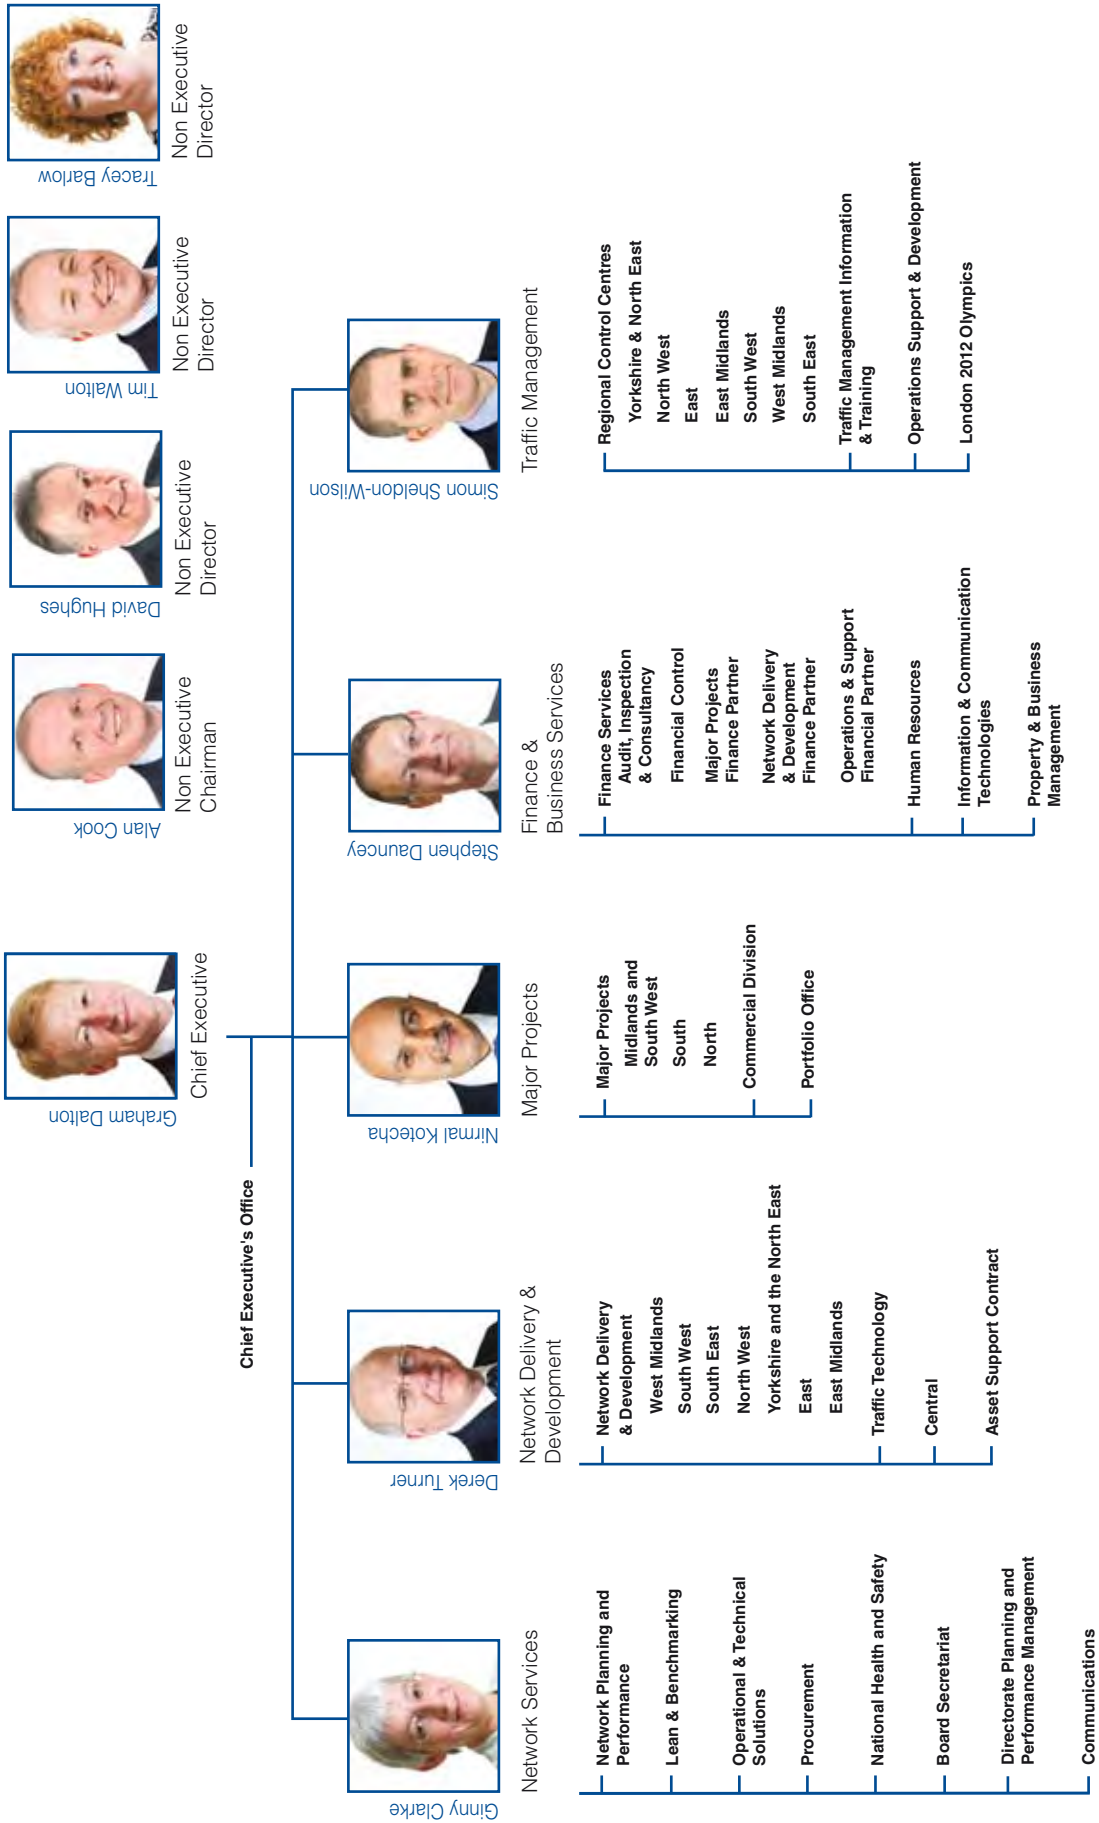 Graham Dalton
Chief Executive
Alan Cook
Non Executive
Chairman
David Hughes
Non Executive
Director
Tim Walton
Non Executive
Director
Tracey Barlow
Non Executive
Director
Chief Executive's Office
Ginny Clarke
Network Services
Network Planning and
Performance
Lean & Benchmarking
Operational & Technical
Solutions
Procurement
National Health and Safety
Board Secretariat
Directorate Planning and
Performance Management
Communications
Derek Turner
Network Delivery &
Development
Network Delivery
& Development
West Midlands
South West
South East
North West
Yorkshire and the North East
East
East Midlands
Traffic Technology
Central
Asset Support Contract
Nirmal Kotecha
Major Projects
Major Projects
Midlands and
South West
South
North
Commercial Division
Portfolio Office
Stephen Dauncey
Finance &
Business Services
Finance Services
Audit, Inspection
& Consultancy
Financial Control
Major Projects
Finance Partner
Network Delivery
& Development
Finance Partner
Operations & Support
Financial Partner
Human Resources
Information & Communication
Technologies
Property & Business
Management
Simon Sheldon-Wilson
Traffic Management
Regional Control Centres
Yorkshire & North East
North West
East
East Midlands
South West
West Midlands
South East
Traffic Management Information
& Training
Operations Support & Development
London 2012 Olympics